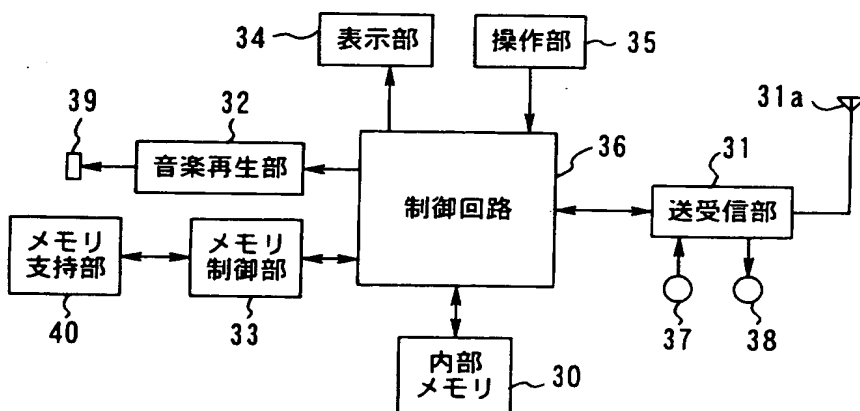 34
表示部
操作部
35
39
32
31a
音楽再生部
36
31
制御回路
送受信部
メモリ
支持部
メモリ
制御部
40
33
37
38
内部
メモリ
30